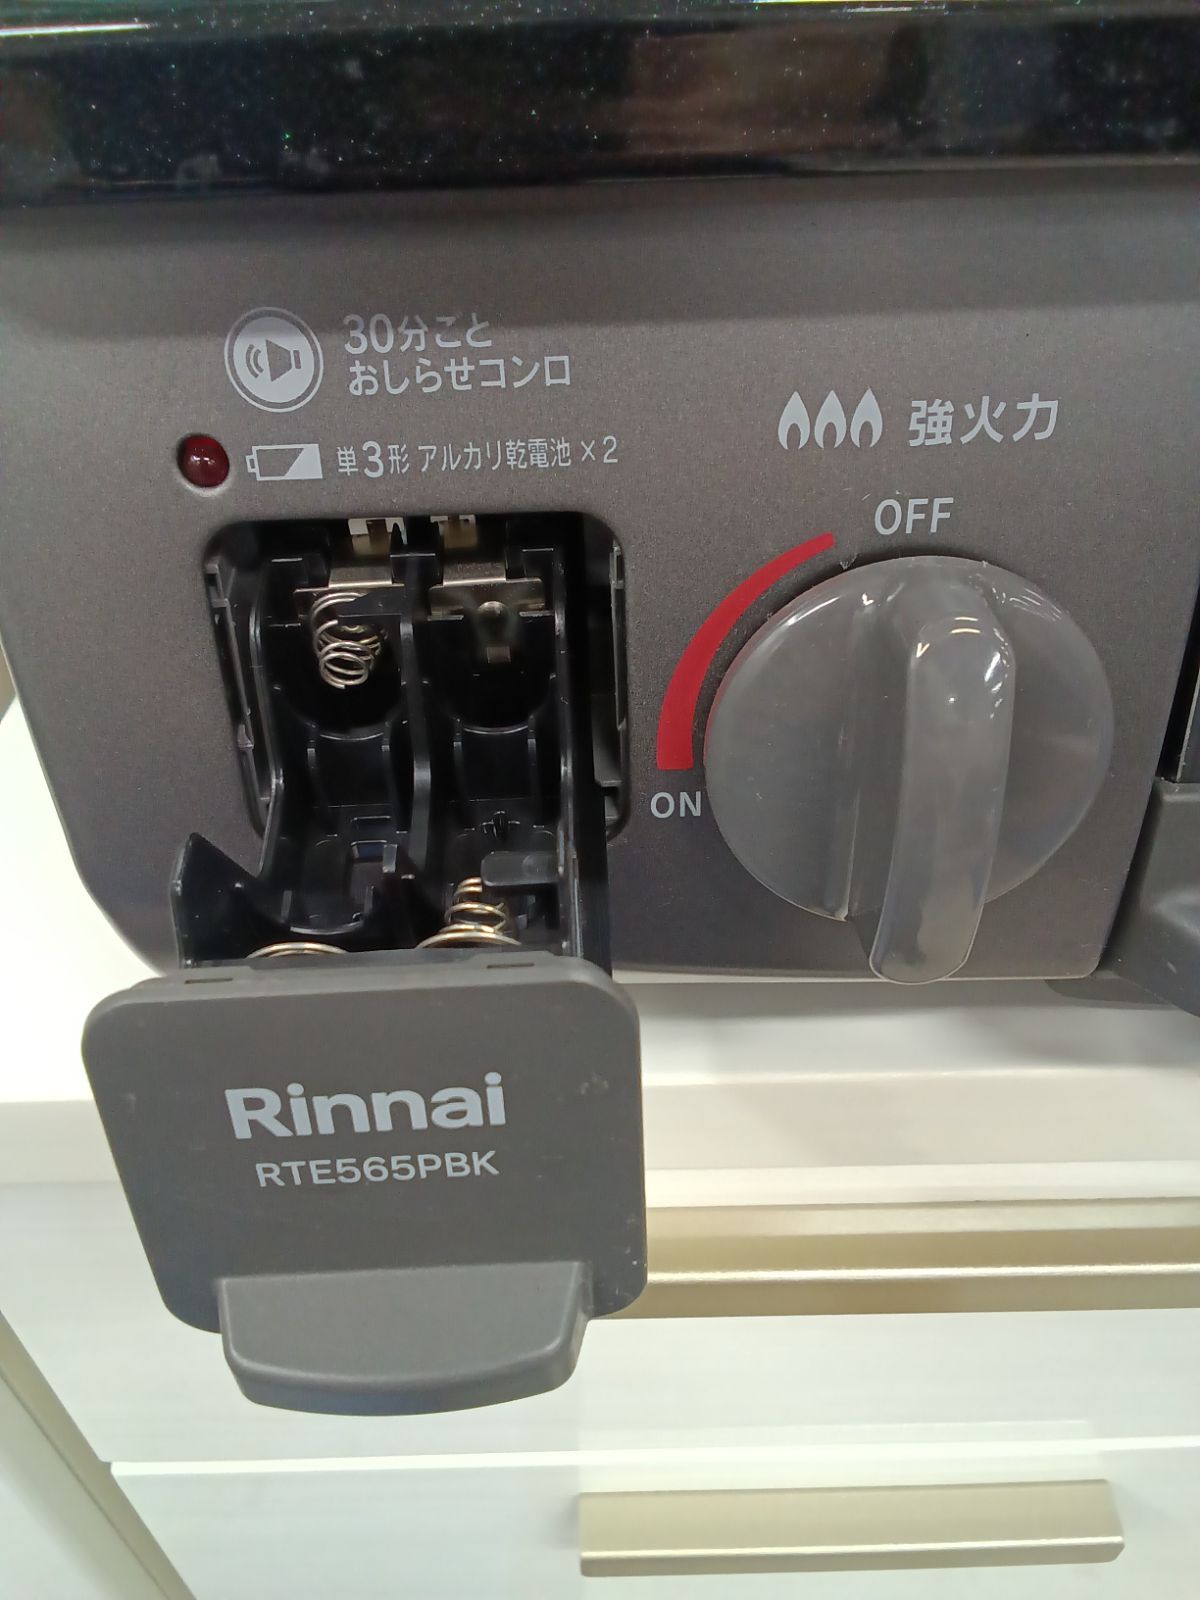 30分ごと
おしらせコンロ
単3形 アルカリ乾電池×2
強火力
OFF
ON
Rinnai
RTE565PBK